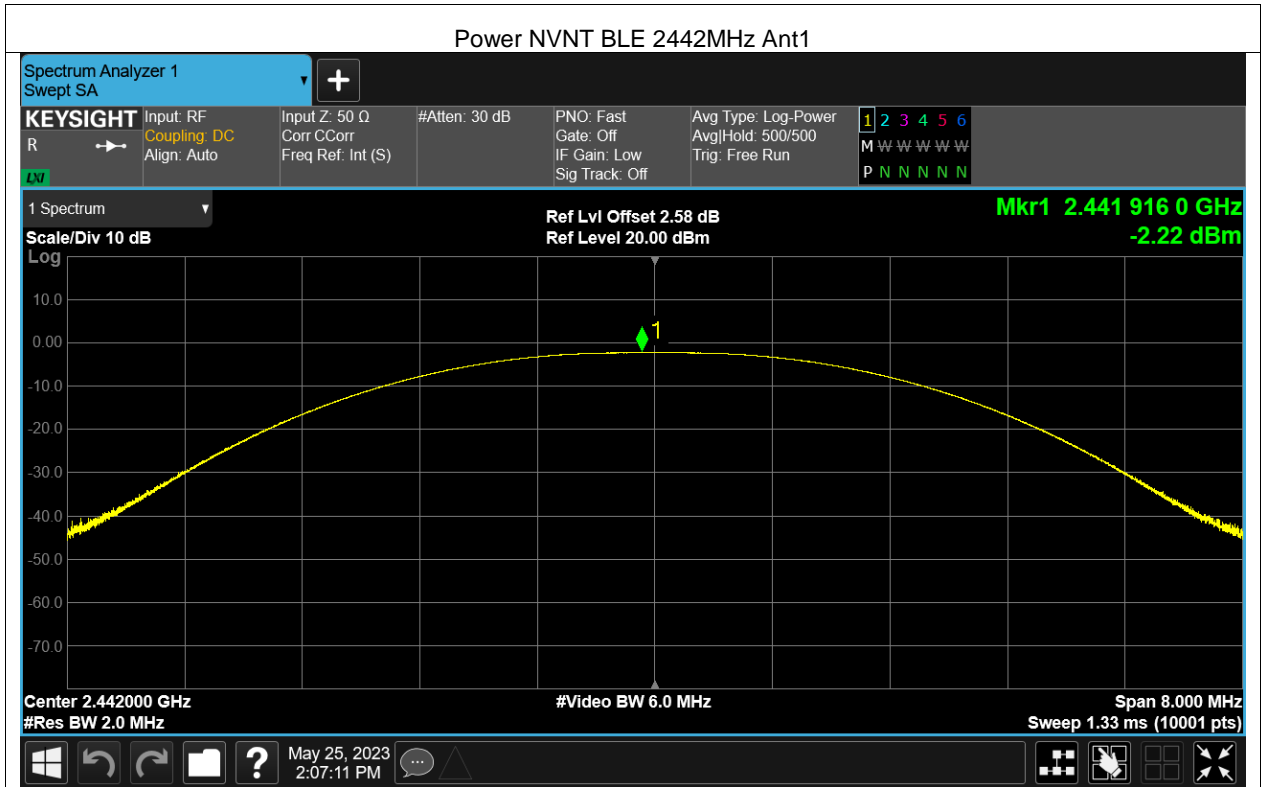 Power NVNT BLE 2442MHz Ant1
Spectrum Analyzer 1
Swept SA
KEYSIGHT
R
LXI
Input: RF
Coupling: DC
Align: Auto
Input Z: 50 Ω
Corr CCorr
Freq Ref: Int (S)
#Atten: 30 dB
PNO: Fast
Gate: Off
IF Gain: Low
Sig Track: Off
Avg Type: Log-Power
Avg|Hold: 500/500
Trig: Free Run
1 2 3 4 5 6
M W W W W W
P N N N N N
1 Spectrum
Scale/Div 10 dB
Log
Ref Lvl Offset 2.58 dB
Ref Level 20.00 dBm
Mkr1 2.441 916 0 GHz
-2.22 dBm
1
10.0
0.00
-10.0
-20.0
-30.0
-40.0
-50.0
-60.0
-70.0
Center 2.442000 GHz
#Res BW 2.0 MHz
#Video BW 6.0 MHz
Span 8.000 MHz
Sweep 1.33 ms (10001 pts)
?
May 25, 2023
2:07:11 PM